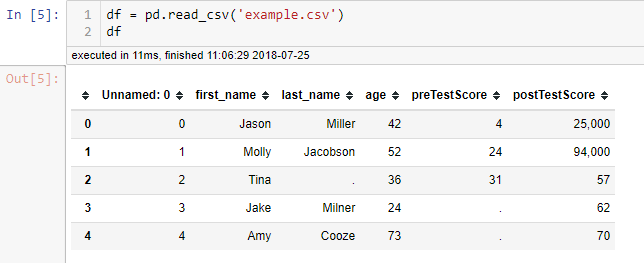 In [5]: 1 df = pd.read_csv('example.csv')
2 df
executed in 11ms, finished 11:06:29 2018-07-25
Out[5]:
Unnamed: 0 first_name last_name age preTestScore postTestScore
0 0 Jason Miller 42 4 25,000
1 1 Molly Jacobson 52 24 94,000
2 2 Tina . 36 31 57
3 3 Jake Milner 24 . 62
4 4 Amy Cooze 73 . 70